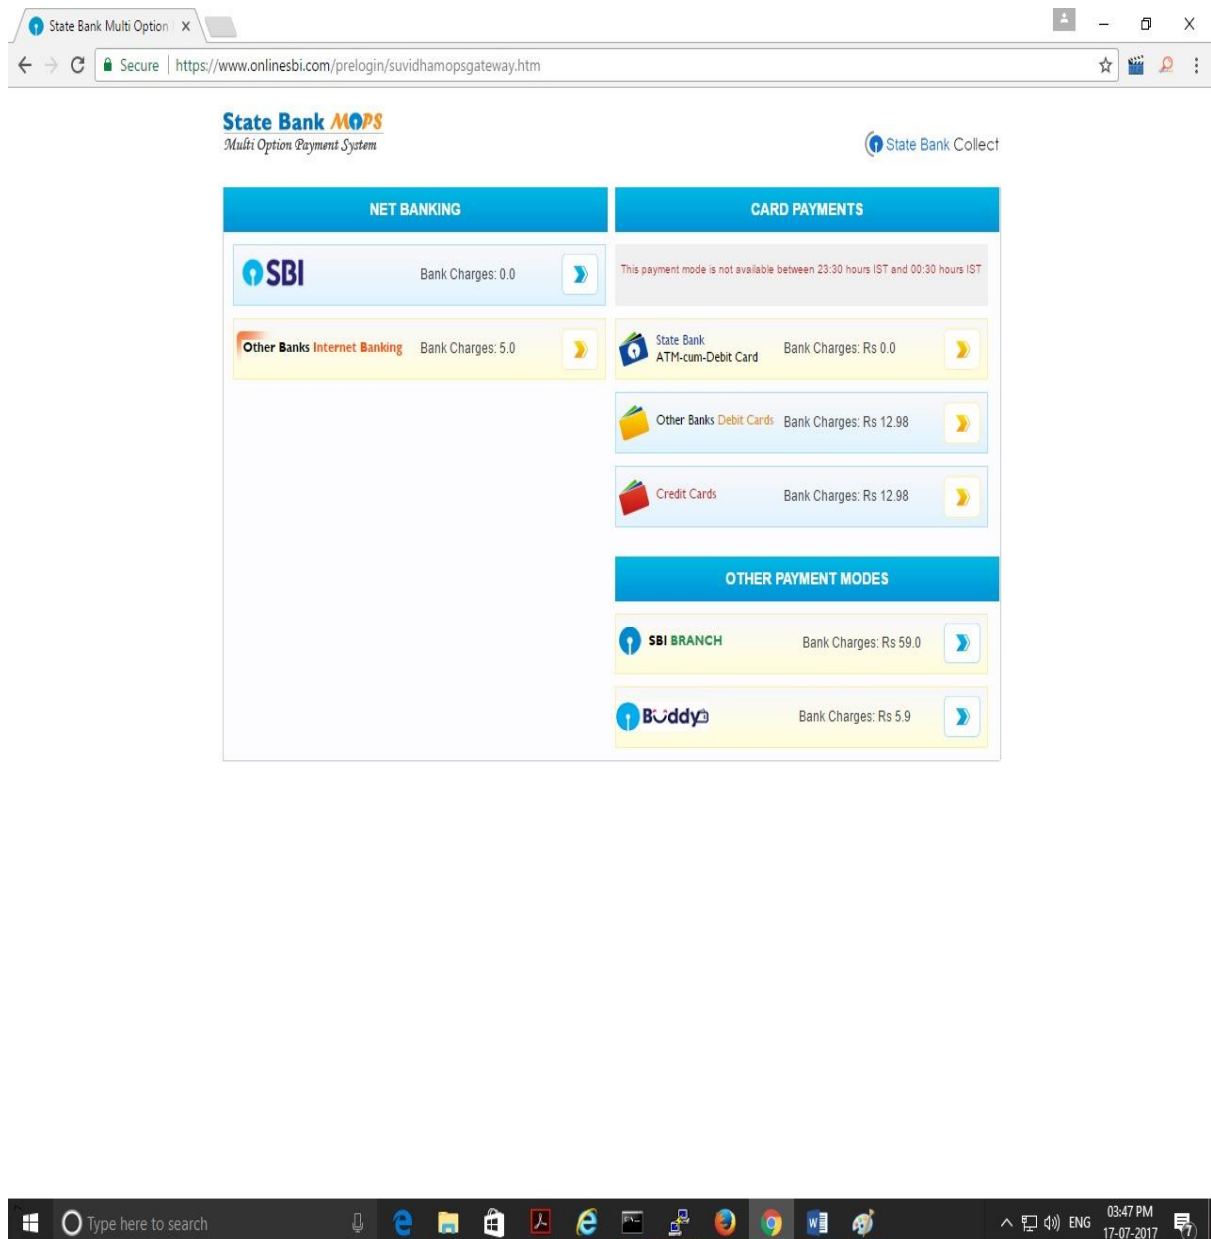 State Bank Multi Option
Secure
https://www.onlinesbi.com/prelogin/suvidhamopsgateway.htm
State Bank MOPS
Multi Option Payment System
State Bank Collect
NET BANKING
SBI
Bank Charges: 0.0
Other Banks Internet Banking
Bank Charges: 5.0
CARD PAYMENTS
This payment mode is not available between 23:30 hours IST and 00:30 hours IST
State Bank
ATM-cum-Debit Card
Bank Charges: Rs 0.0
Other Banks Debit Cards
Bank Charges: Rs 12.98
Credit Cards
Bank Charges: Rs 12.98
OTHER PAYMENT MODES
SBI BRANCH
Bank Charges: Rs 59.0
Buddy
Bank Charges: Rs 5.9
Type here to search
ENG
03:47 PM
17-07-2017
7